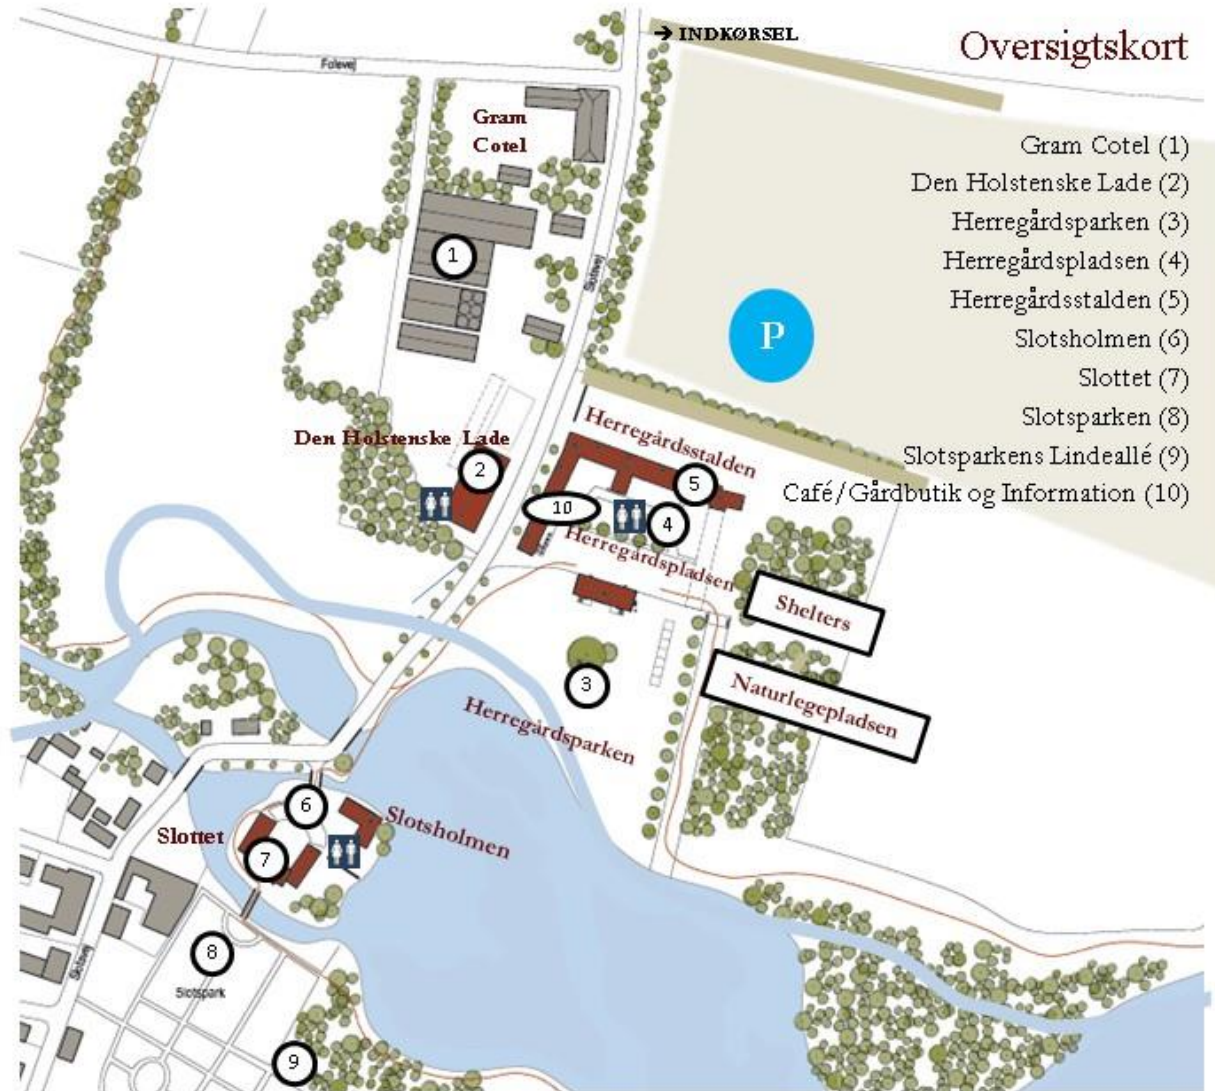 → INDKØRSEL
Oversigtskort
Folevej
Gram
Cotel
Gram Cotel (1)
Den Holstenske Lade (2)
Herregårdsparken (3)
Herregårdspladsen (4)
Herregårdsstalden (5)
Slotsholmen (6)
Slottet (7)
Slotsparken (8)
Slotsparkens Lindeallé (9)
Café/Gårdbutik og Information (10)
1
Slotsvej
P
Den Holstenske Lade
Herregårdsstalden
2
5
10
4
Herregårdspladsen
Shelters
3
Naturlegepladsen
Herregårdsparken
6
Slottet
Slotsholmen
7
8
Slotsvej
Slotspark
9